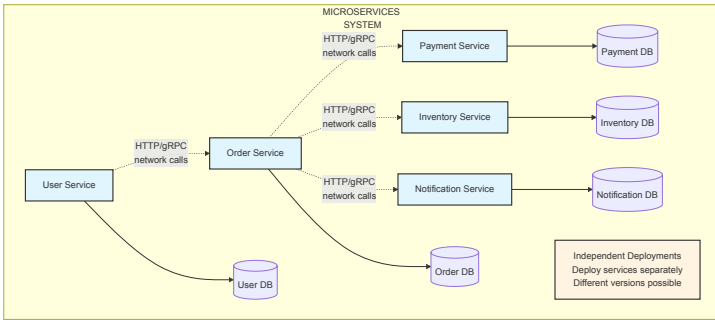 MICROSERVICES
SYSTEM
HTTP/gRPC
network calls
Payment Service
Payment DB
HTTP/gRPC
network calls
Inventory Service
Inventory DB
HTTP/gRPC
network calls
Order Service
User Service
HTTP/gRPC
network calls
Notification Service
Notification DB
User DB
Order DB
Independent Deployments
Deploy services separately
Different versions possible